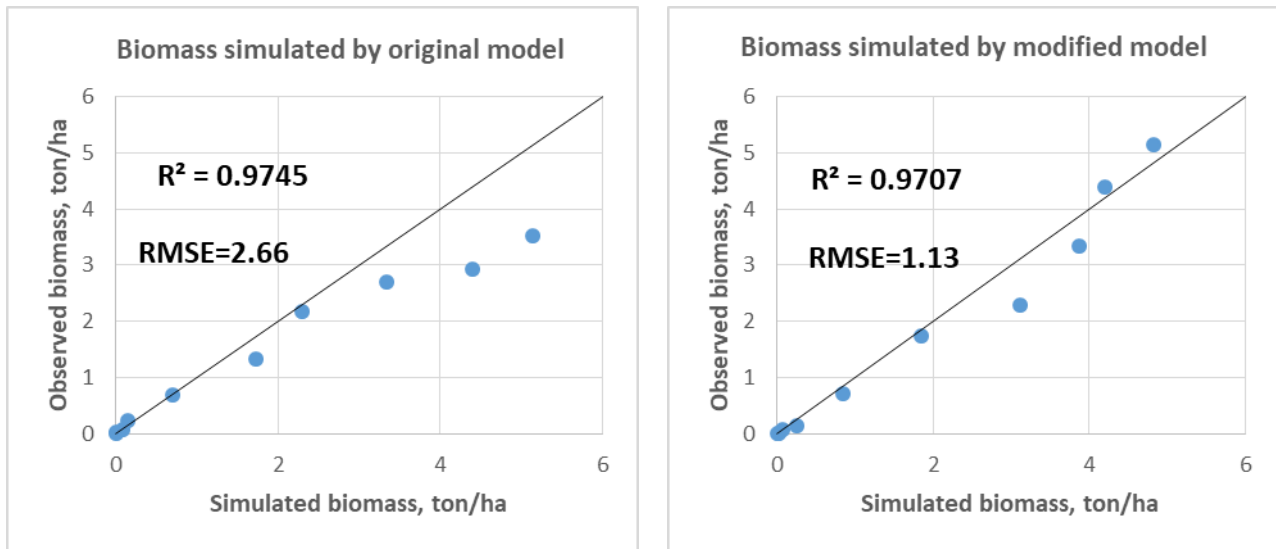 Biomass simulated by original model
Observed biomass, ton/ha
6
5
4
3
2
1
0
R² = 0.9745
RMSE=2.66
0 2 4 6
Simulated biomass, ton/ha
Biomass simulated by modified model
Observed biomass, ton/ha
6
5
4
3
2
1
0
R² = 0.9707
RMSE=1.13
0 2 4 6
Simulated biomass, ton/ha